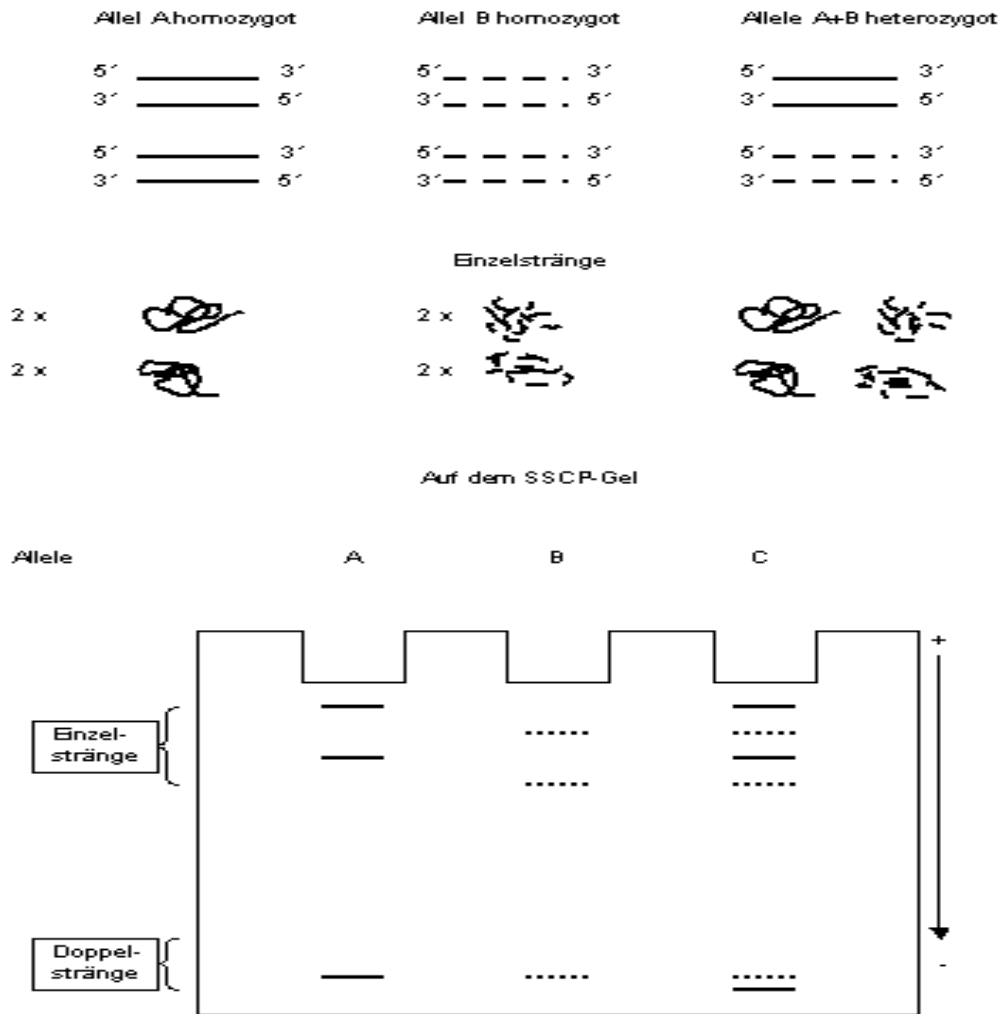 Allel A homozygot Allel B homozygot Allele A+B heterozygot
5´ 3´ 5´ 3´ 5´ 3´
3´ 5´ 3´ 5´ 3´ 5´
5´ 3´ 5´ 3´ 5´ 3´
3´ 5´ 3´ 5´ 3´ 5´
Einzelstränge
2 x 2 x
2 x 2 x
Auf dem SSCP-Gel
Allele A B C
+
Einzel-
stränge
Doppel-
stränge
-